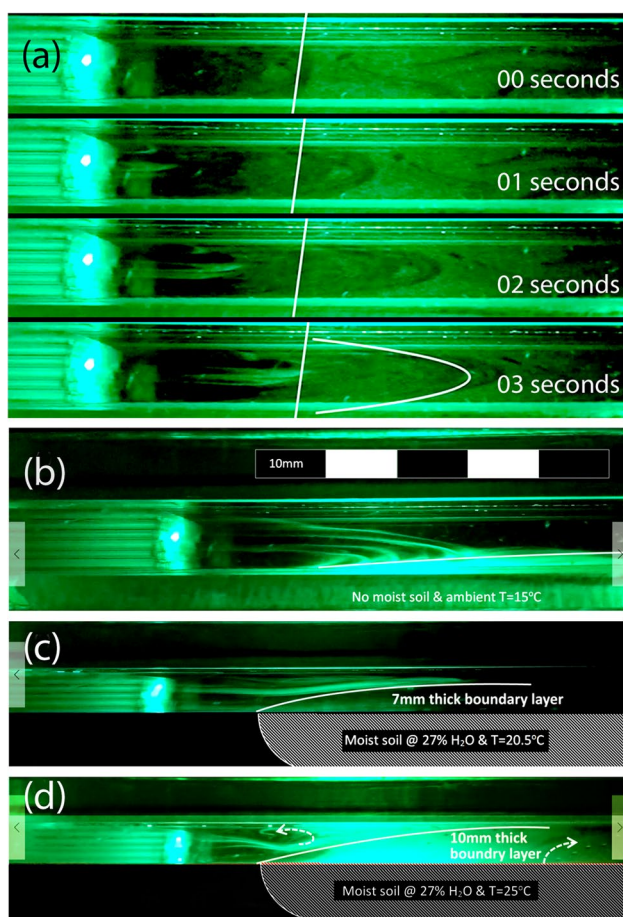 (a)
00 seconds
01 seconds
02 seconds
03 seconds
(b)
10mm
No moist soil & ambient T=15°C
(c)
7mm thick boundary layer
Moist soil @ 27% H₂O & T=20.5°C
(d)
10mm thick
boundry layer
Moist soil @ 27% H₂O & T=25°C